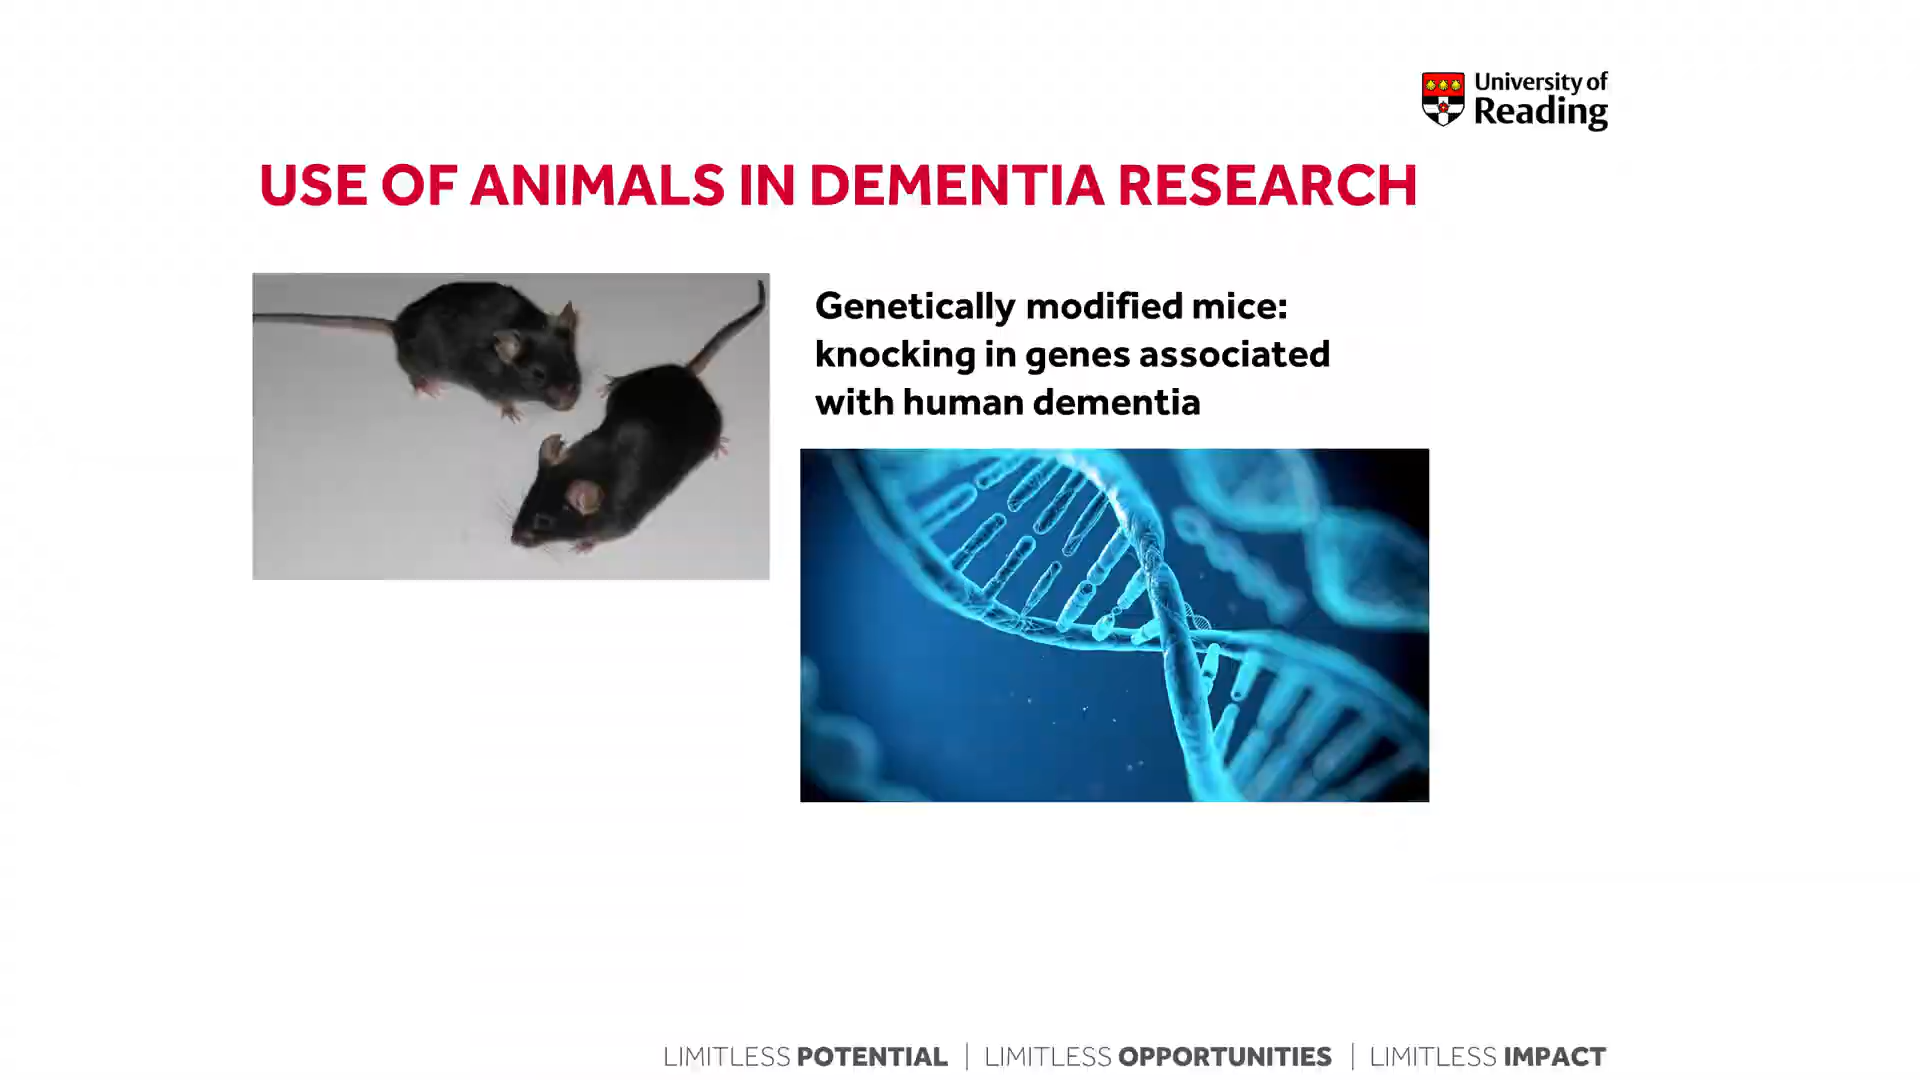 University of
Reading
USE OF ANIMALS IN DEMENTIA RESEARCH
Genetically modified mice:
knocking in genes associated
with human dementia
LIMITLESS POTENTIAL | LIMITLESS OPPORTUNITIES | LIMITLESS IMPACT